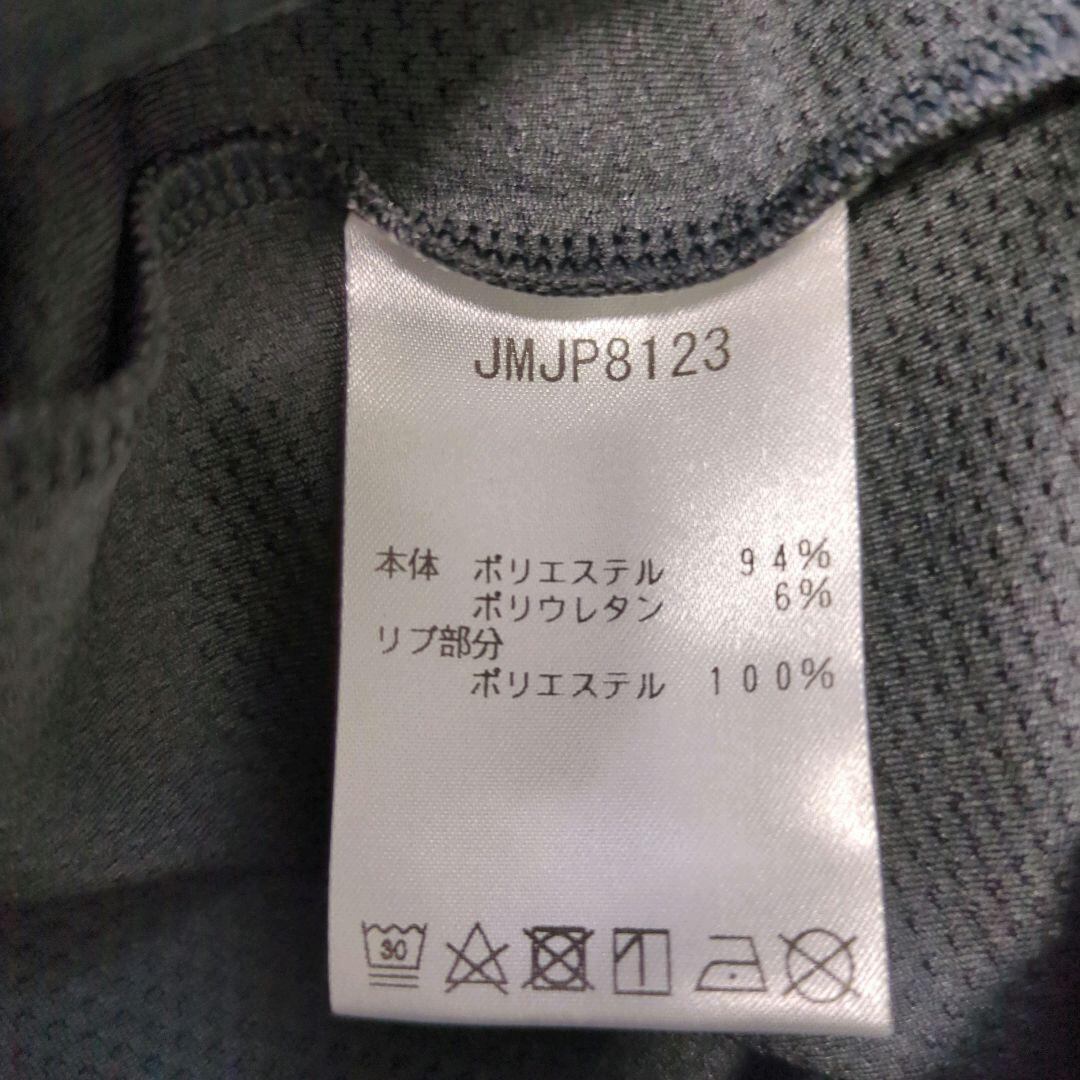 JMJP8123
本体 ポリエステル 94%
ポリウレタン 6%
リブ部分
ポリエステル 100%
30